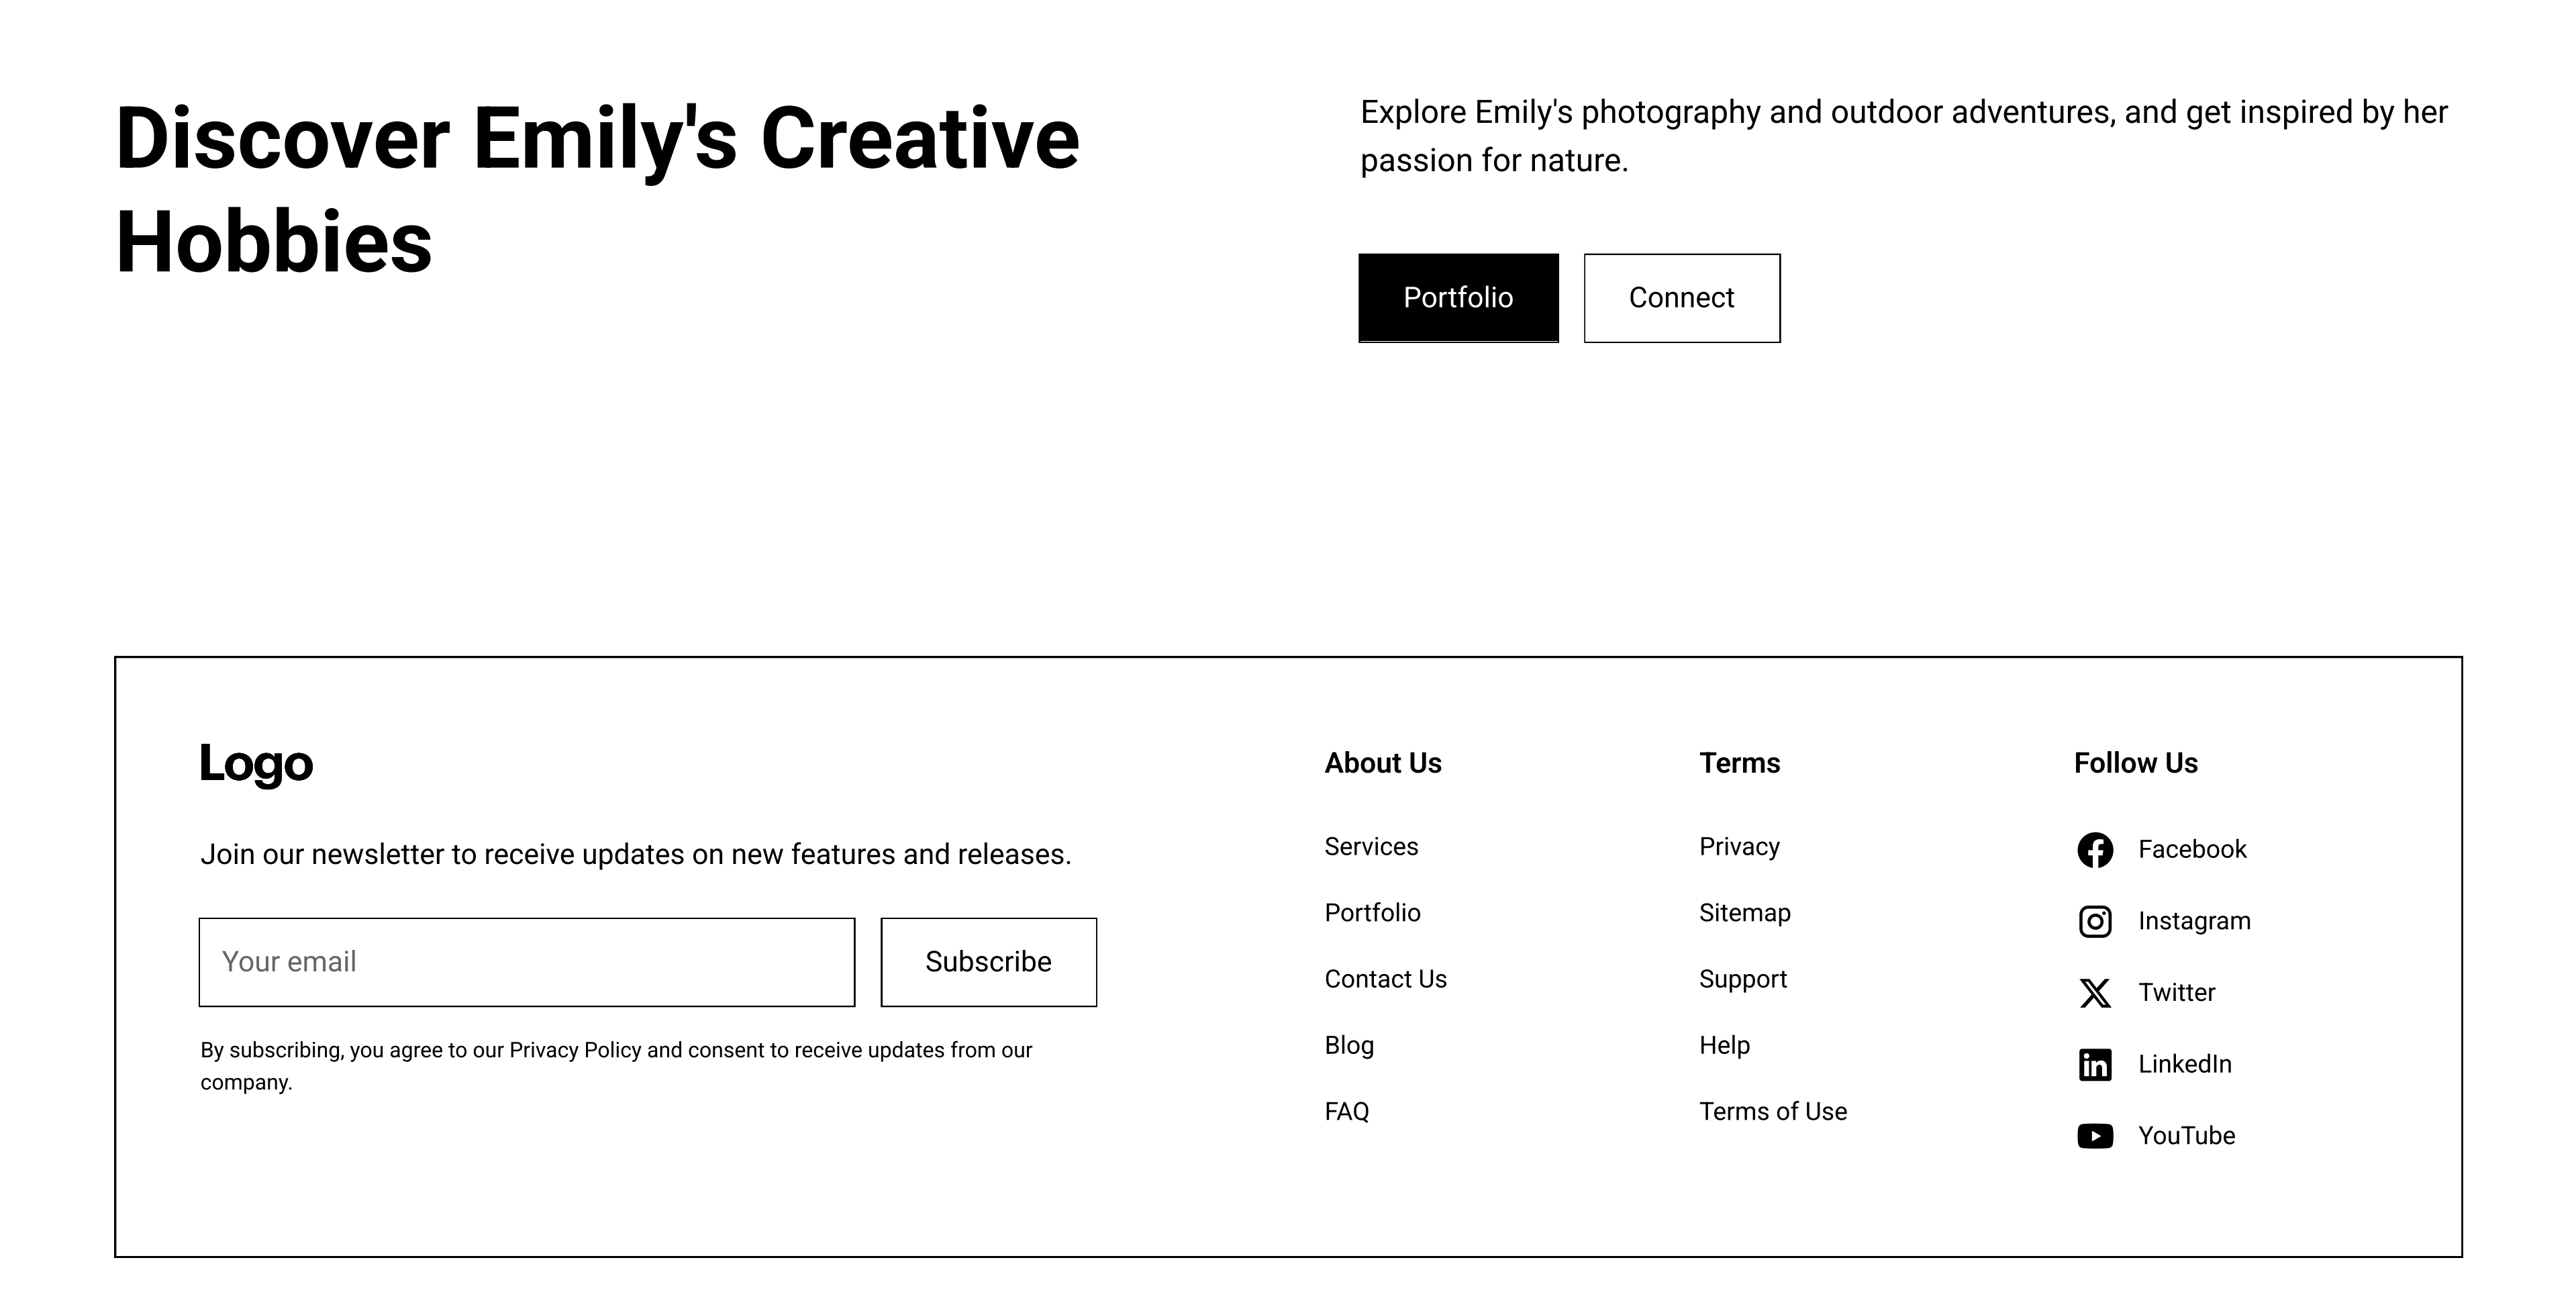 Discover Emily's Creative
Hobbies
Explore Emily's photography and outdoor adventures, and get inspired by her
passion for nature.
Portfolio
Connect
Logo
Join our newsletter to receive updates on new features and releases.
Your email
Subscribe
By subscribing, you agree to our Privacy Policy and consent to receive updates from our
company.
About Us
Services
Portfolio
Contact Us
Blog
FAQ
Terms
Privacy
Sitemap
Support
Help
Terms of Use
Follow Us
Facebook
Instagram
Twitter
LinkedIn
YouTube